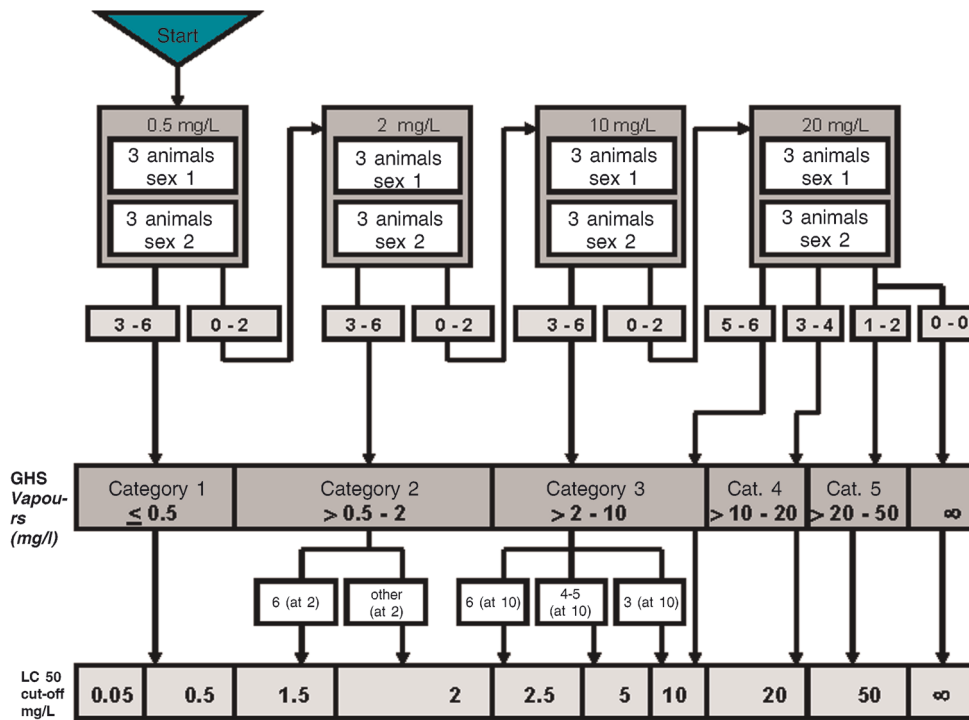 Start
0.5 mg/L
3 animals
sex 1
3 animals
sex 2
2 mg/L
3 animals
sex 1
3 animals
sex 2
10 mg/L
3 animals
sex 1
3 animals
sex 2
20 mg/L
3 animals
sex 1
3 animals
sex 2
3 - 6
0 - 2
3 - 6
0 - 2
3 - 6
0 - 2
5 - 6
3 - 4
1 - 2
0 - 0
GHS
Vapou-
rs
(mg/l)
Category 1
≤ 0.5
Category 2
> 0.5 - 2
Category 3
> 2 - 10
Cat. 4
> 10 - 20
Cat. 5
> 20 - 50
∞
6 (at 2)
other
(at 2)
6 (at 10)
4-5
(at 10)
3 (at 10)
LC 50
cut-off
mg/L
0.05
0.5
1.5
2
2.5
5
10
20
50
∞